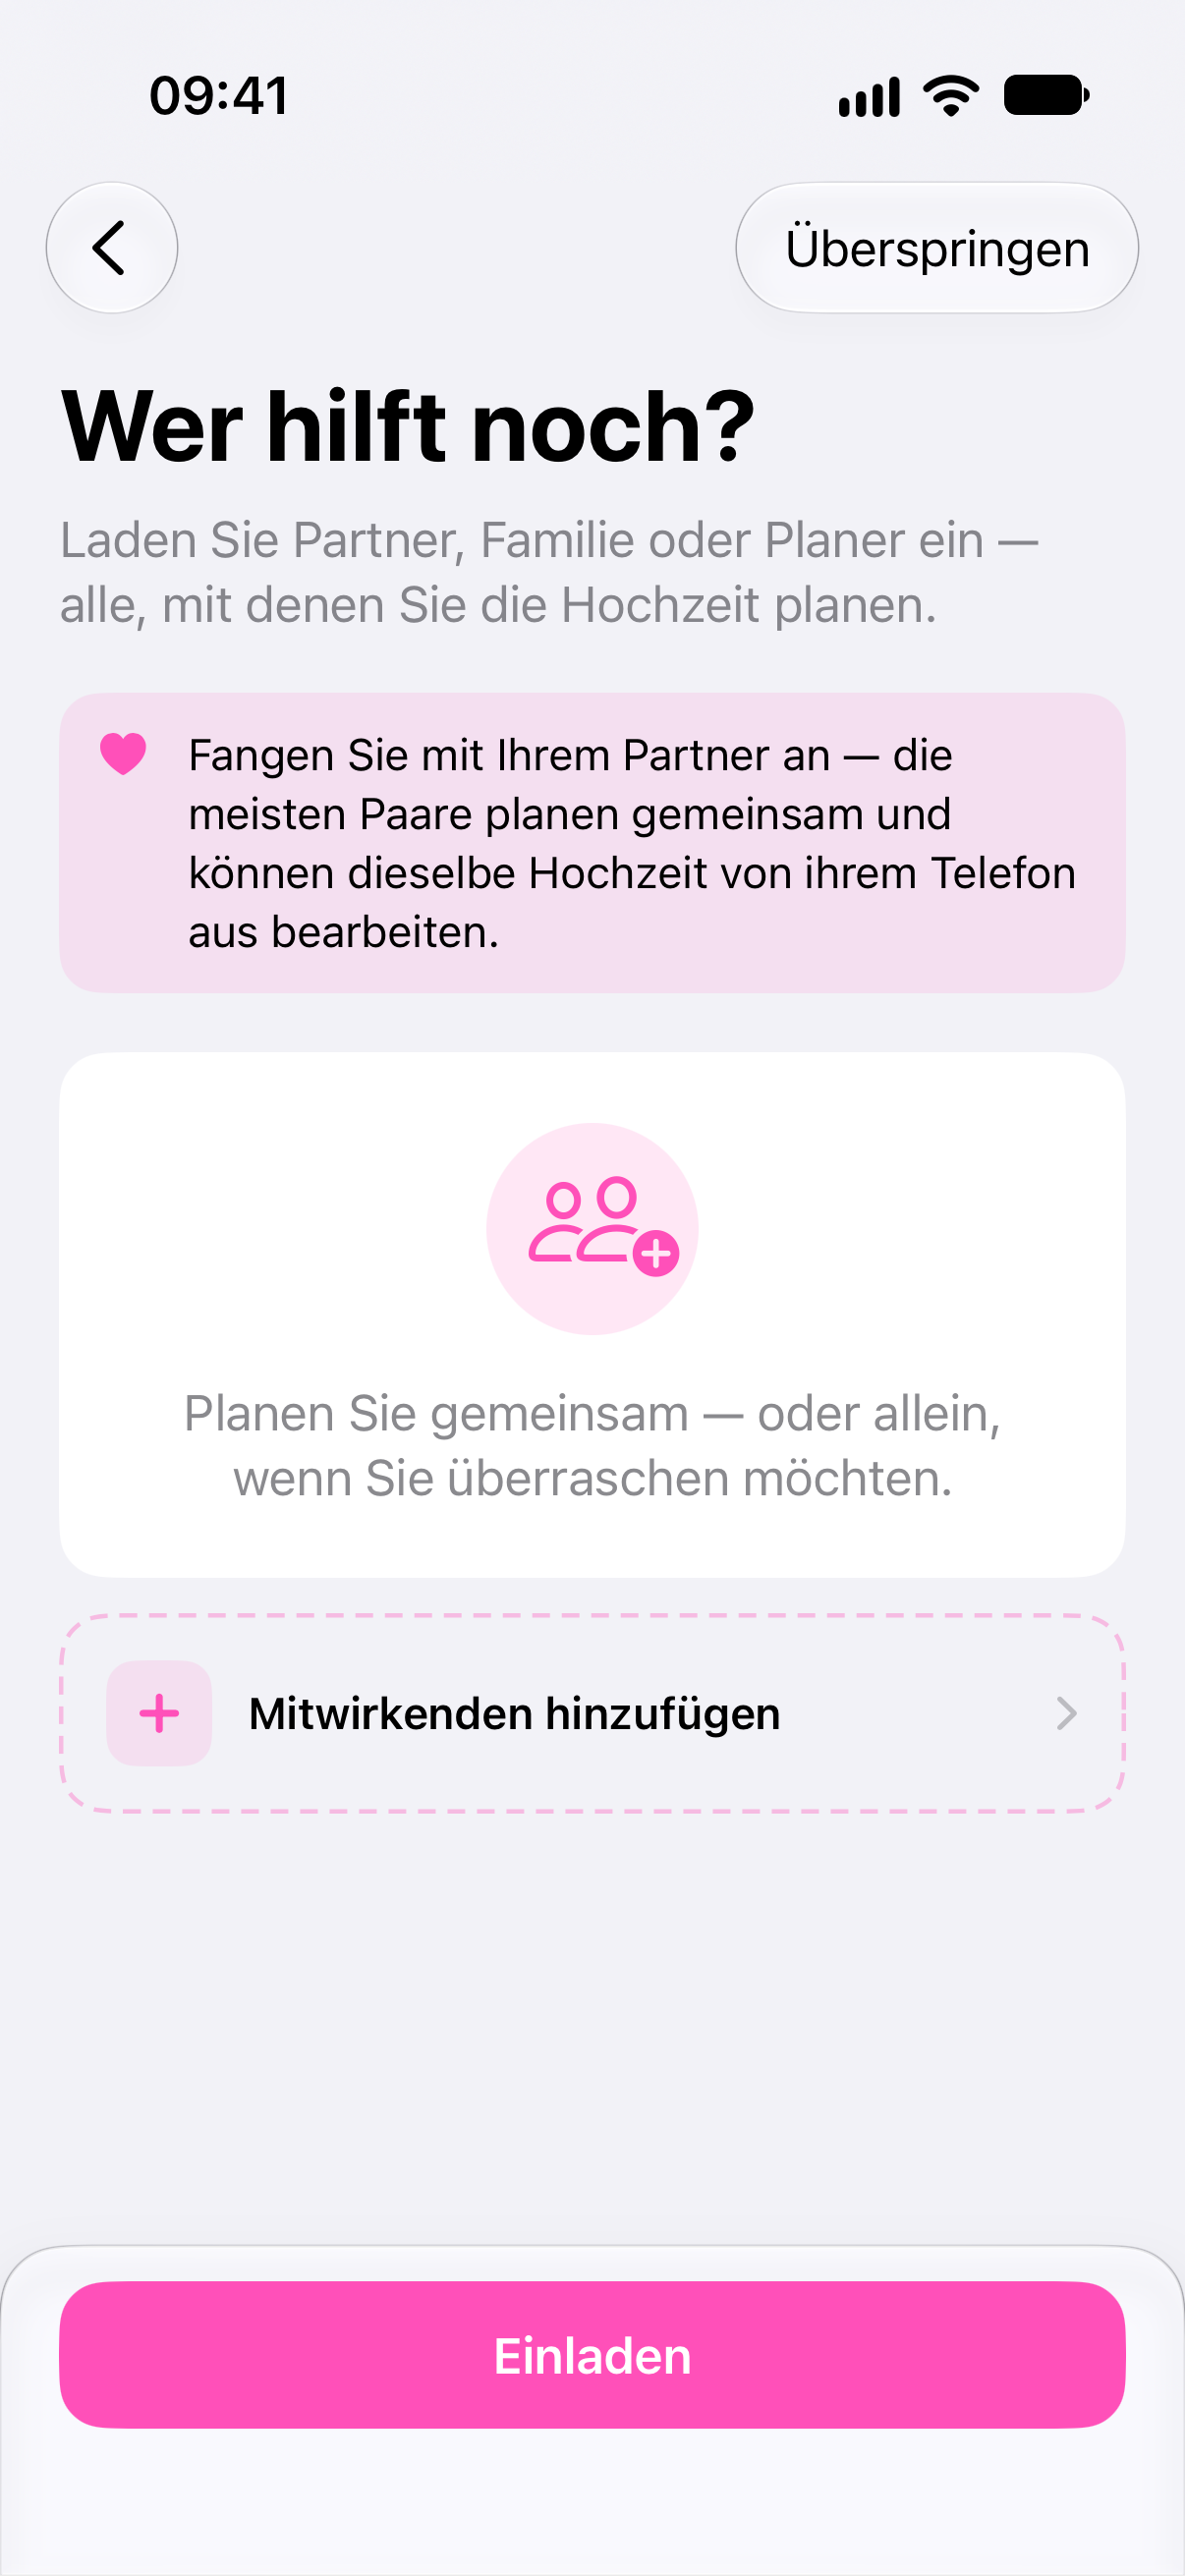 09:41
Überspringen
Wer hilft noch?
Laden Sie Partner, Familie oder Planer ein —
alle, mit denen Sie die Hochzeit planen.
Fangen Sie mit Ihrem Partner an — die
meisten Paare planen gemeinsam und
können dieselbe Hochzeit von ihrem Telefon
aus bearbeiten.
Planen Sie gemeinsam — oder allein,
wenn Sie überraschen möchten.
Mitwirkenden hinzufügen
Einladen